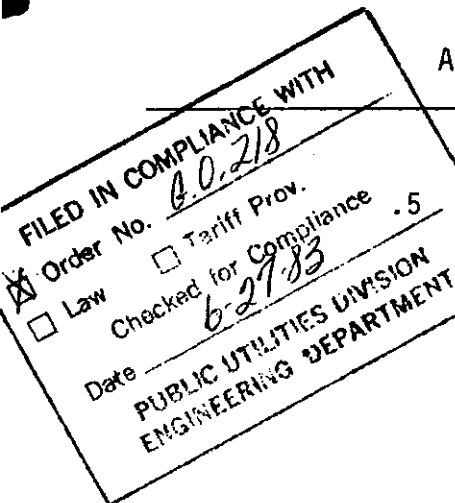 A
FILED IN COMPLIANCE WITH
☒ Order No. G.O. 218
☐ Law ☐ Tariff Prov.
Checked for Compliance
.5
Date 6-27-83
PUBLIC UTILITIES DIVISION
ENGINEERING DEPARTMENT